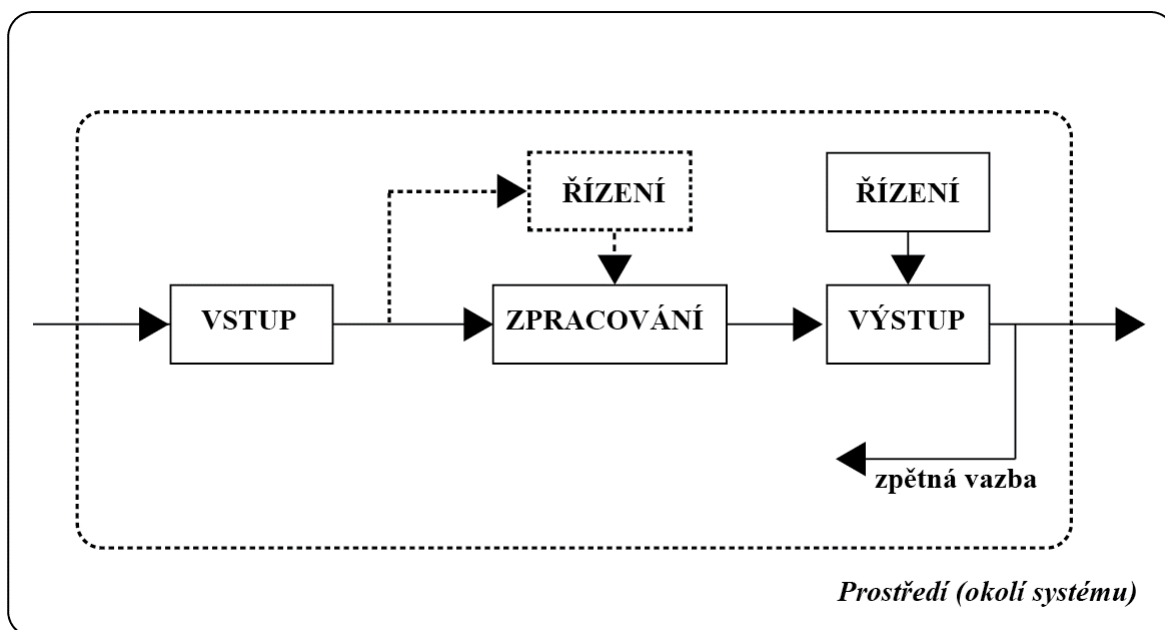 ŘÍZENÍ
ŘÍZENÍ
VSTUP
ZPRACOVÁNÍ
VÝSTUP
zpětná vazba
Prostředí (okolí systému)